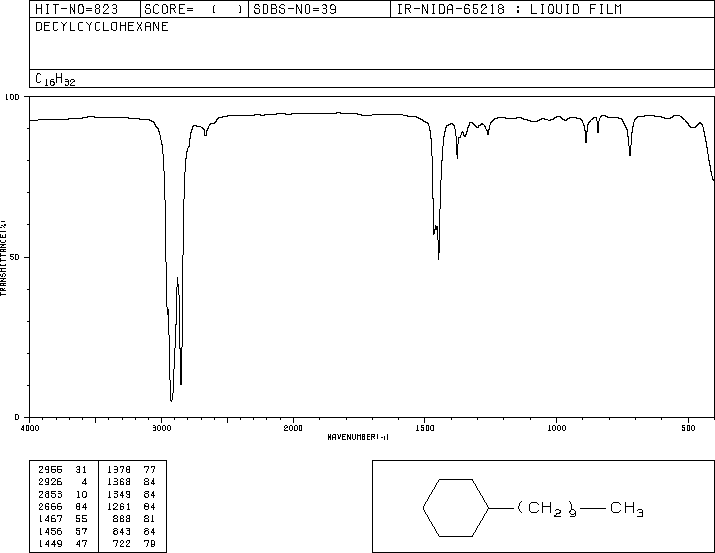 HIT-NO=823 SCORE= ( ) SDBS-NO=39 IR-NIDA-65218 : LIQUID FILM
DECYLCYCLOHEXANE
C16H32
100
50
0
TRANSMITTANCE(%)
4000 3000 2000 1500 1000 500
WAVENUMBER(-1)
2956 31 1378 77
2926 4 1368 84
2853 10 1349 84
2666 84 1261 84
1467 55 888 81
1456 57 843 84
1449 47 722 79
(CH2)9 CH3